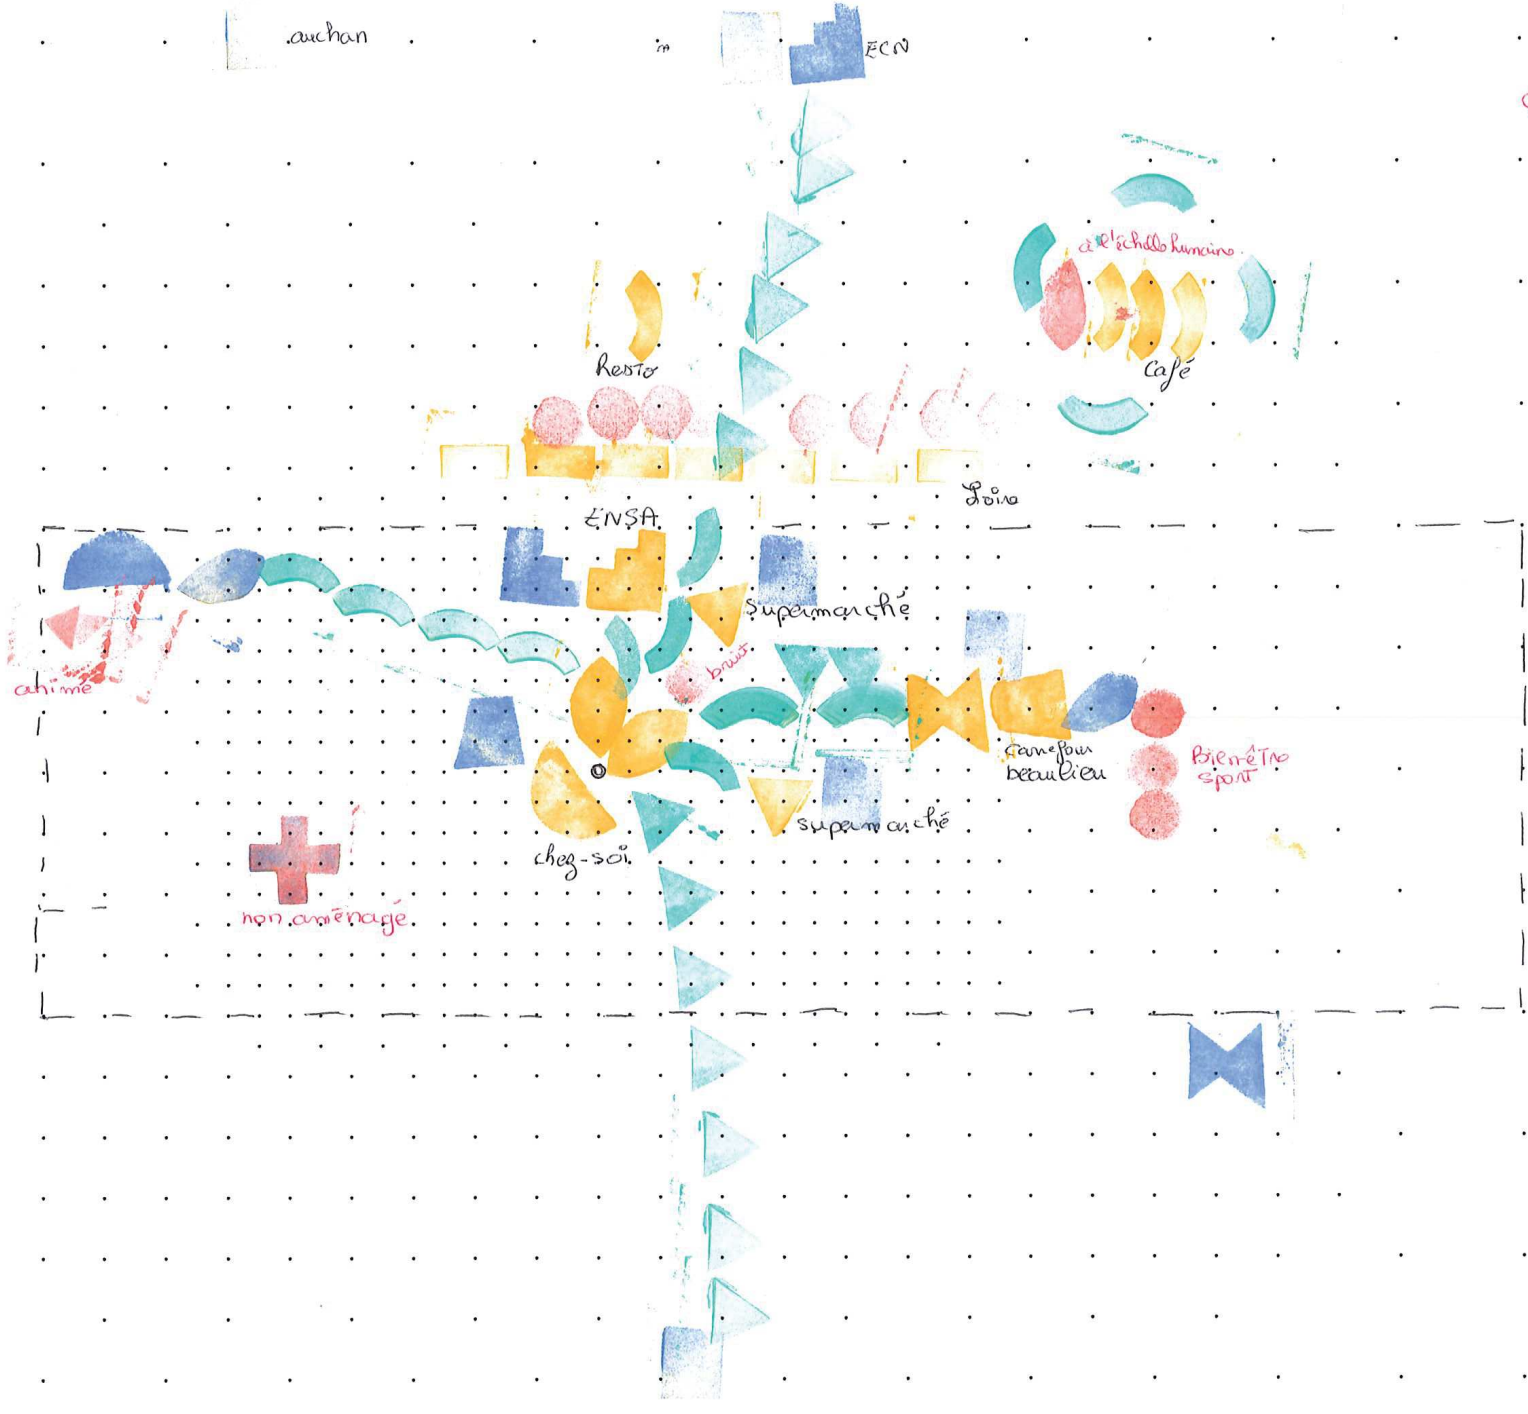 auchan
ECN
à l'échelle humaine
Resto
Café
Loire
ENSA
supermarché
bruit
animé
Carrefour
beaulieu
Bien-être
sport
supermarché
chez-soi
non aménagé